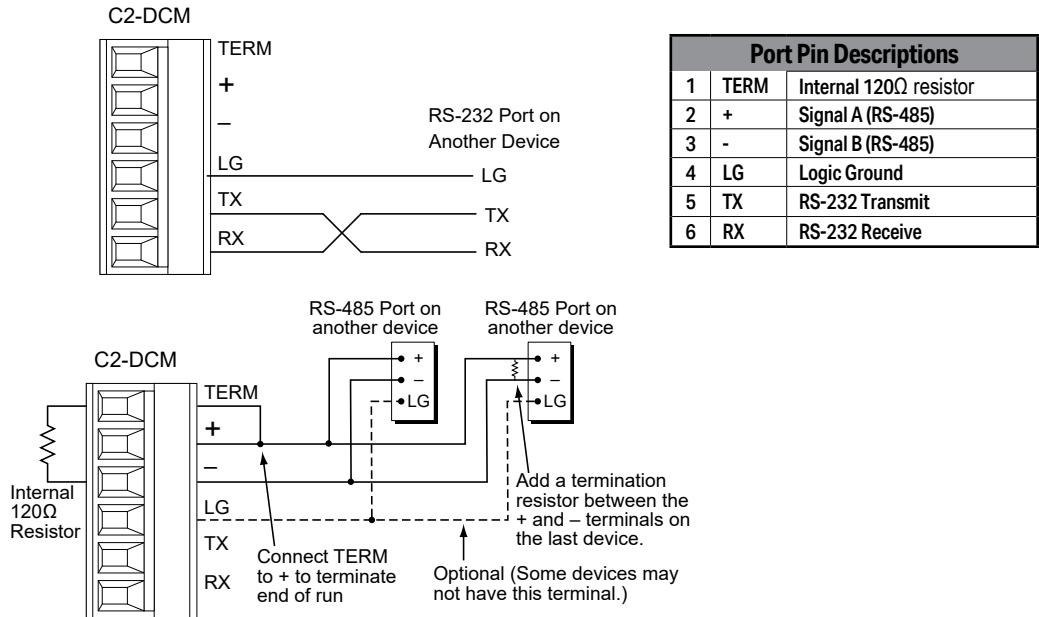 C2-DCM
TERM
+
–
LG
TX
RX
RS-232 Port on
Another Device
LG
TX
RX
Port Pin Descriptions
1 TERM Internal 120Ω resistor
2 + Signal A (RS-485)
3 - Signal B (RS-485)
4 LG Logic Ground
5 TX RS-232 Transmit
6 RX RS-232 Receive
C2-DCM
Internal
120Ω
Resistor
TERM
+
–
LG
TX
RX
RS-485 Port on
another device
+
–
LG
RS-485 Port on
another device
+
–
LG
Connect TERM
to + to terminate
end of run
Add a termination
resistor between the
+ and – terminals on
the last device.
Optional (Some devices may
not have this terminal.)